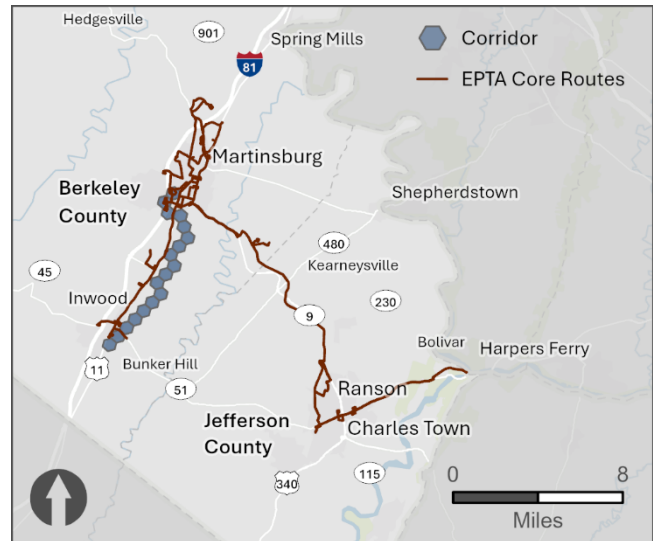 Hedgesville
901
Spring Mills
81
Corridor
EPTA Core Routes
Martinsburg
Berkeley
County
Shepherdstown
480
Kearneysville
45
230
Inwood
9
Bolivar
Harpers Ferry
11
Bunker Hill
51
Ranson
Jefferson
County
Charles Town
340
115
0
8
Miles